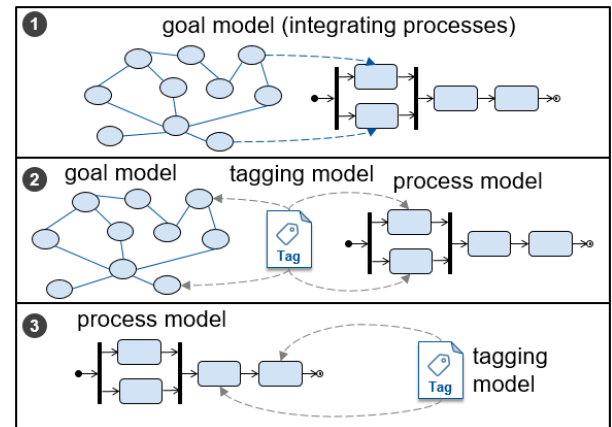 1
goal model (integrating processes)
2
goal model
tagging model
process model
Tag
3
process model
Tag
tagging
model